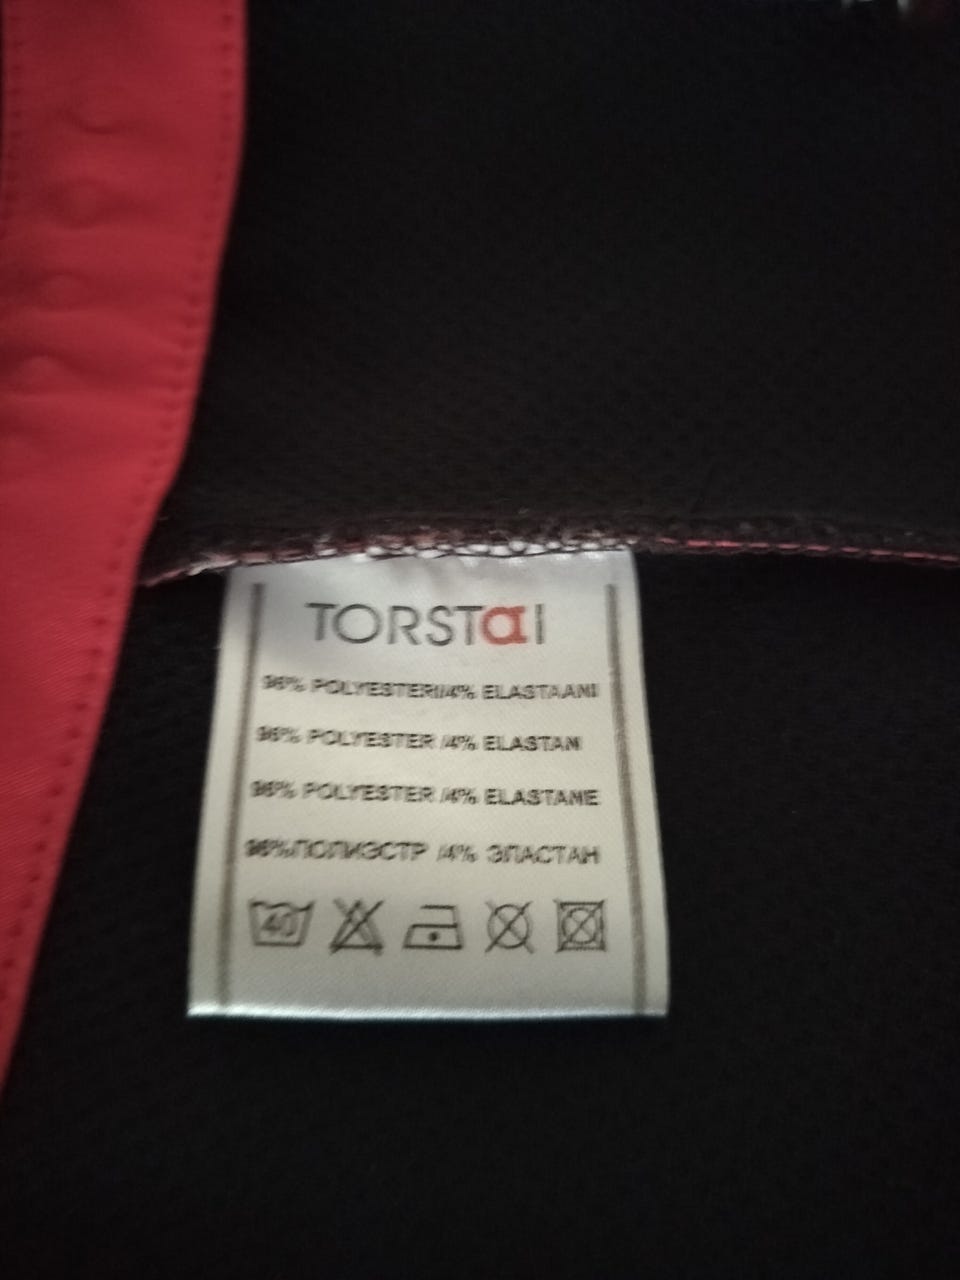 TORSTaI
96% POLYESTERI/4% ELASTAANI
96% POLYESTER /4% ELASTAN
96% POLYESTER /4% ELASTANE
96%ПОЛИЭСТР /4% ЭЛАСТАН
40